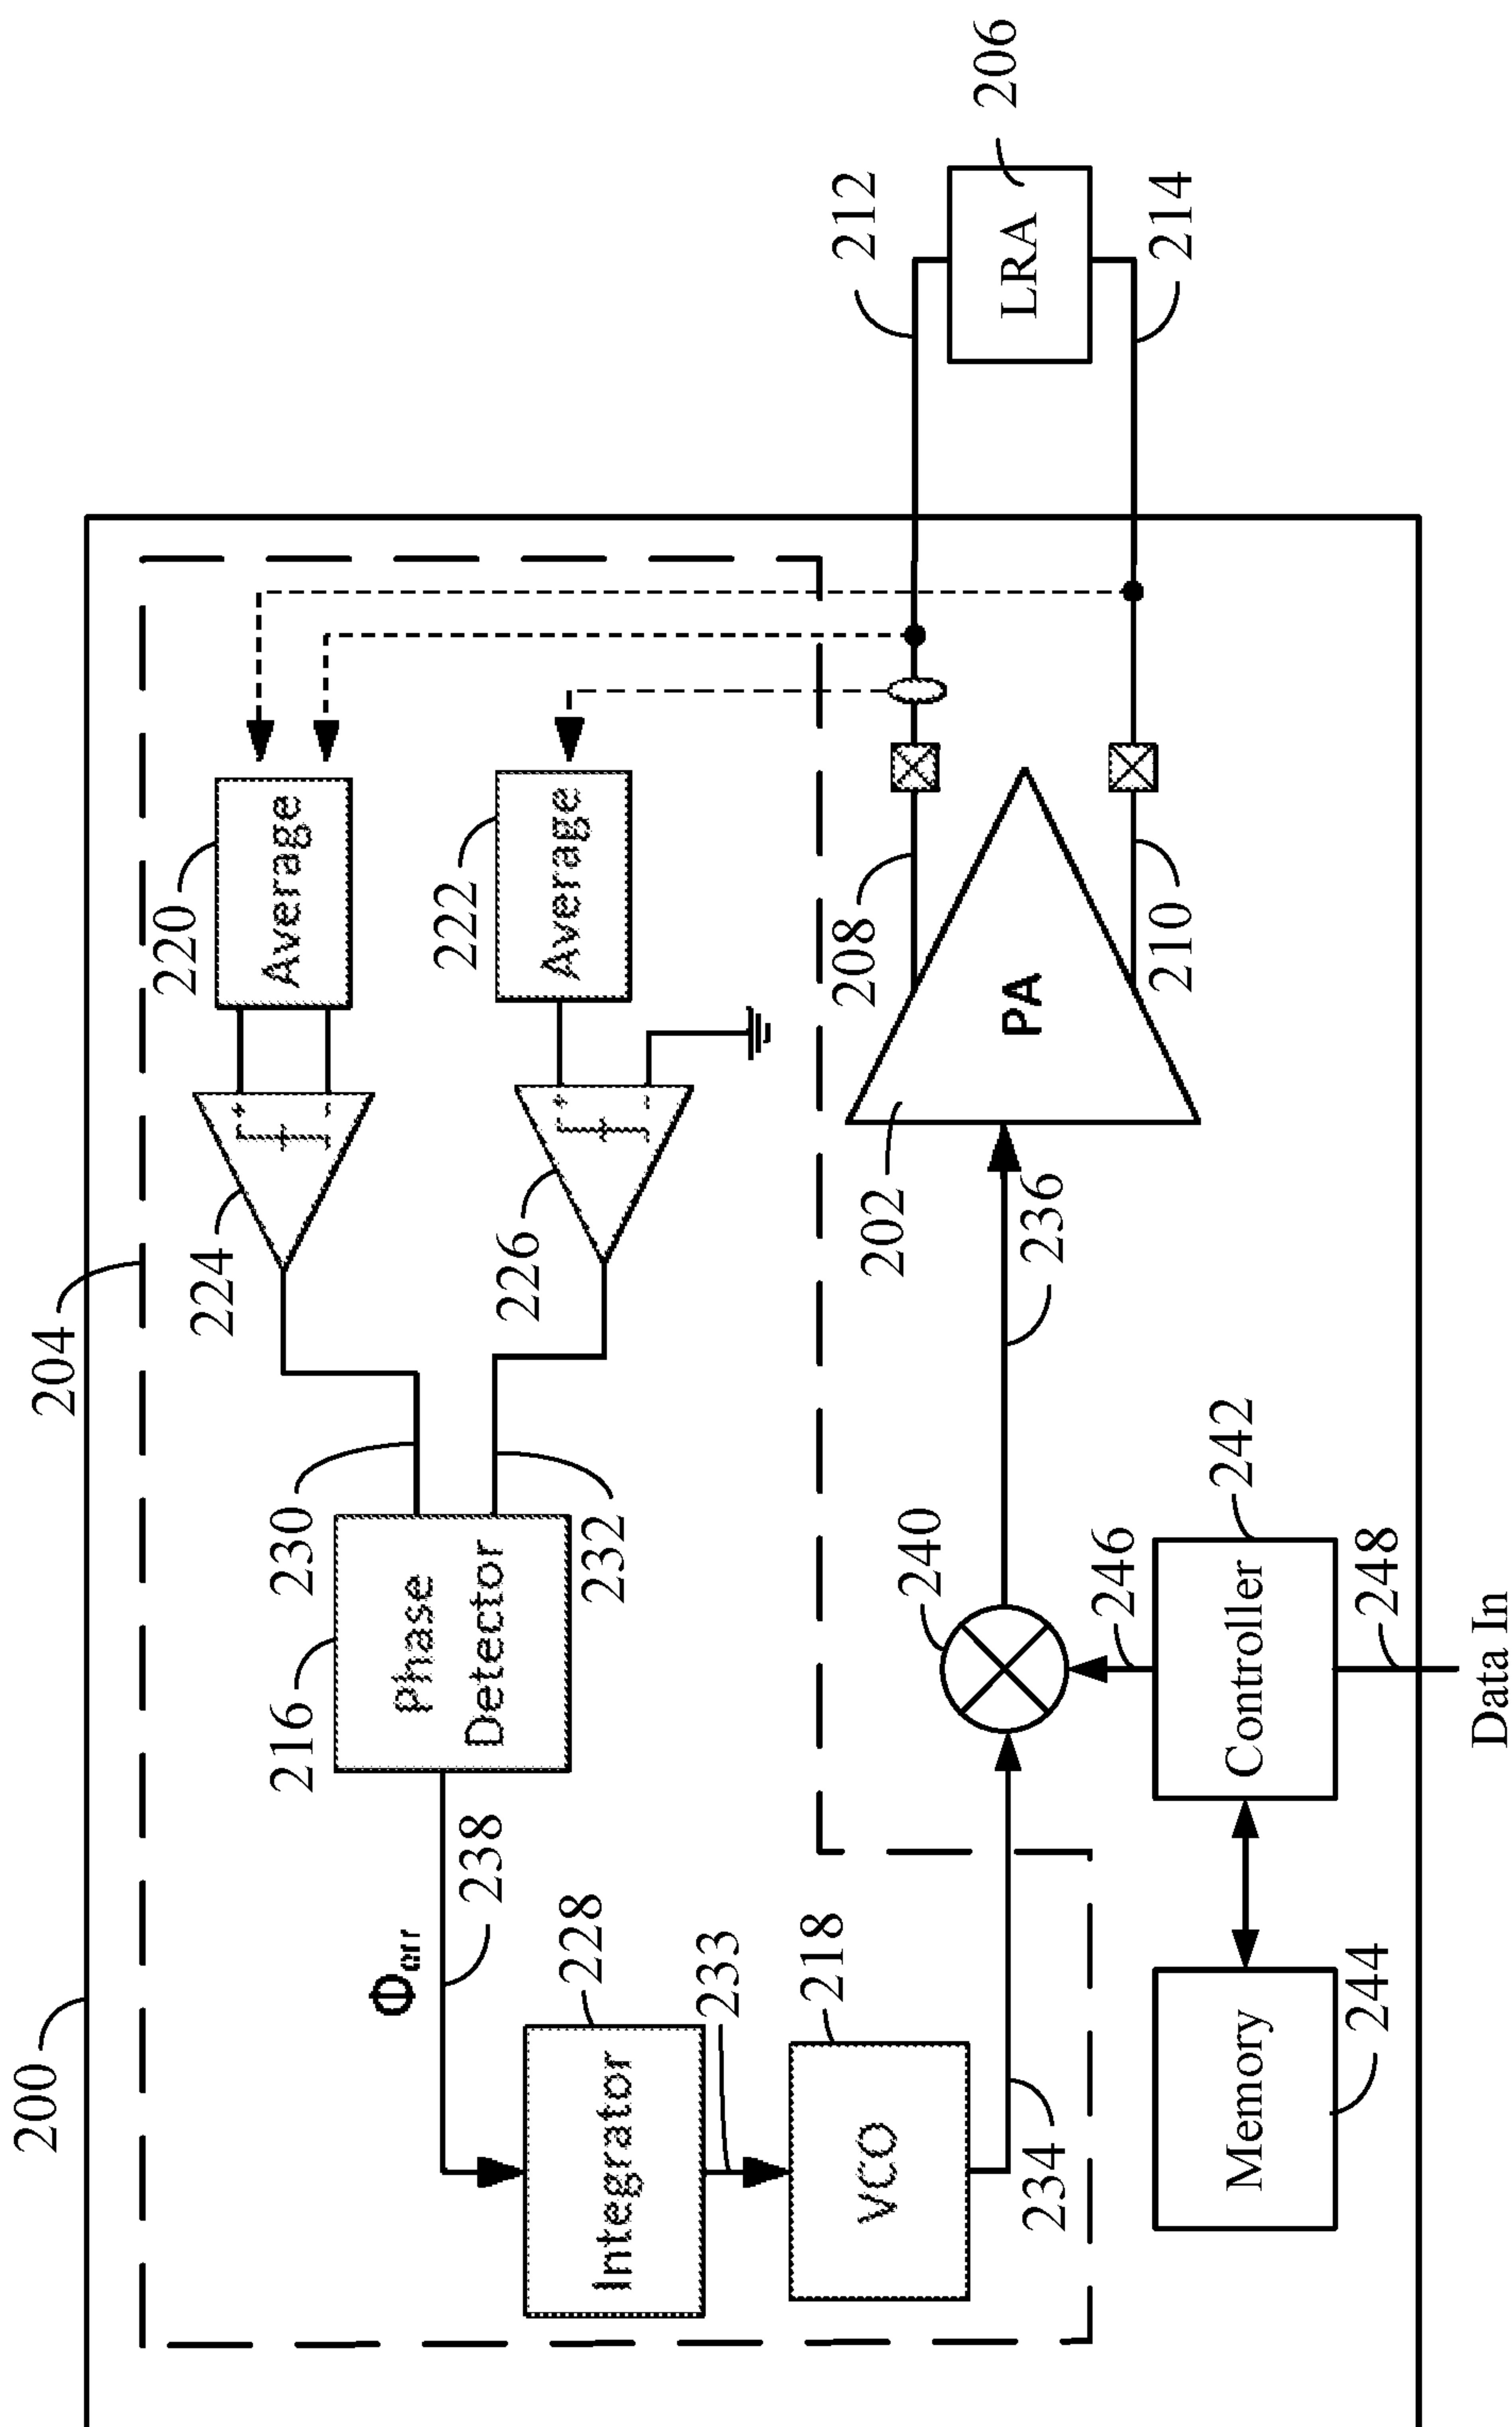 200
204
220
Average
224
222
Average
226
230
232
216
Phase
Detector
238
Φerr
228
Integrator
233
218
VCO
234
240
236
202
PA
208
210
212
214
LRA
206
246
242
Controller
248
Data In
244
Memory
+
-
+
-